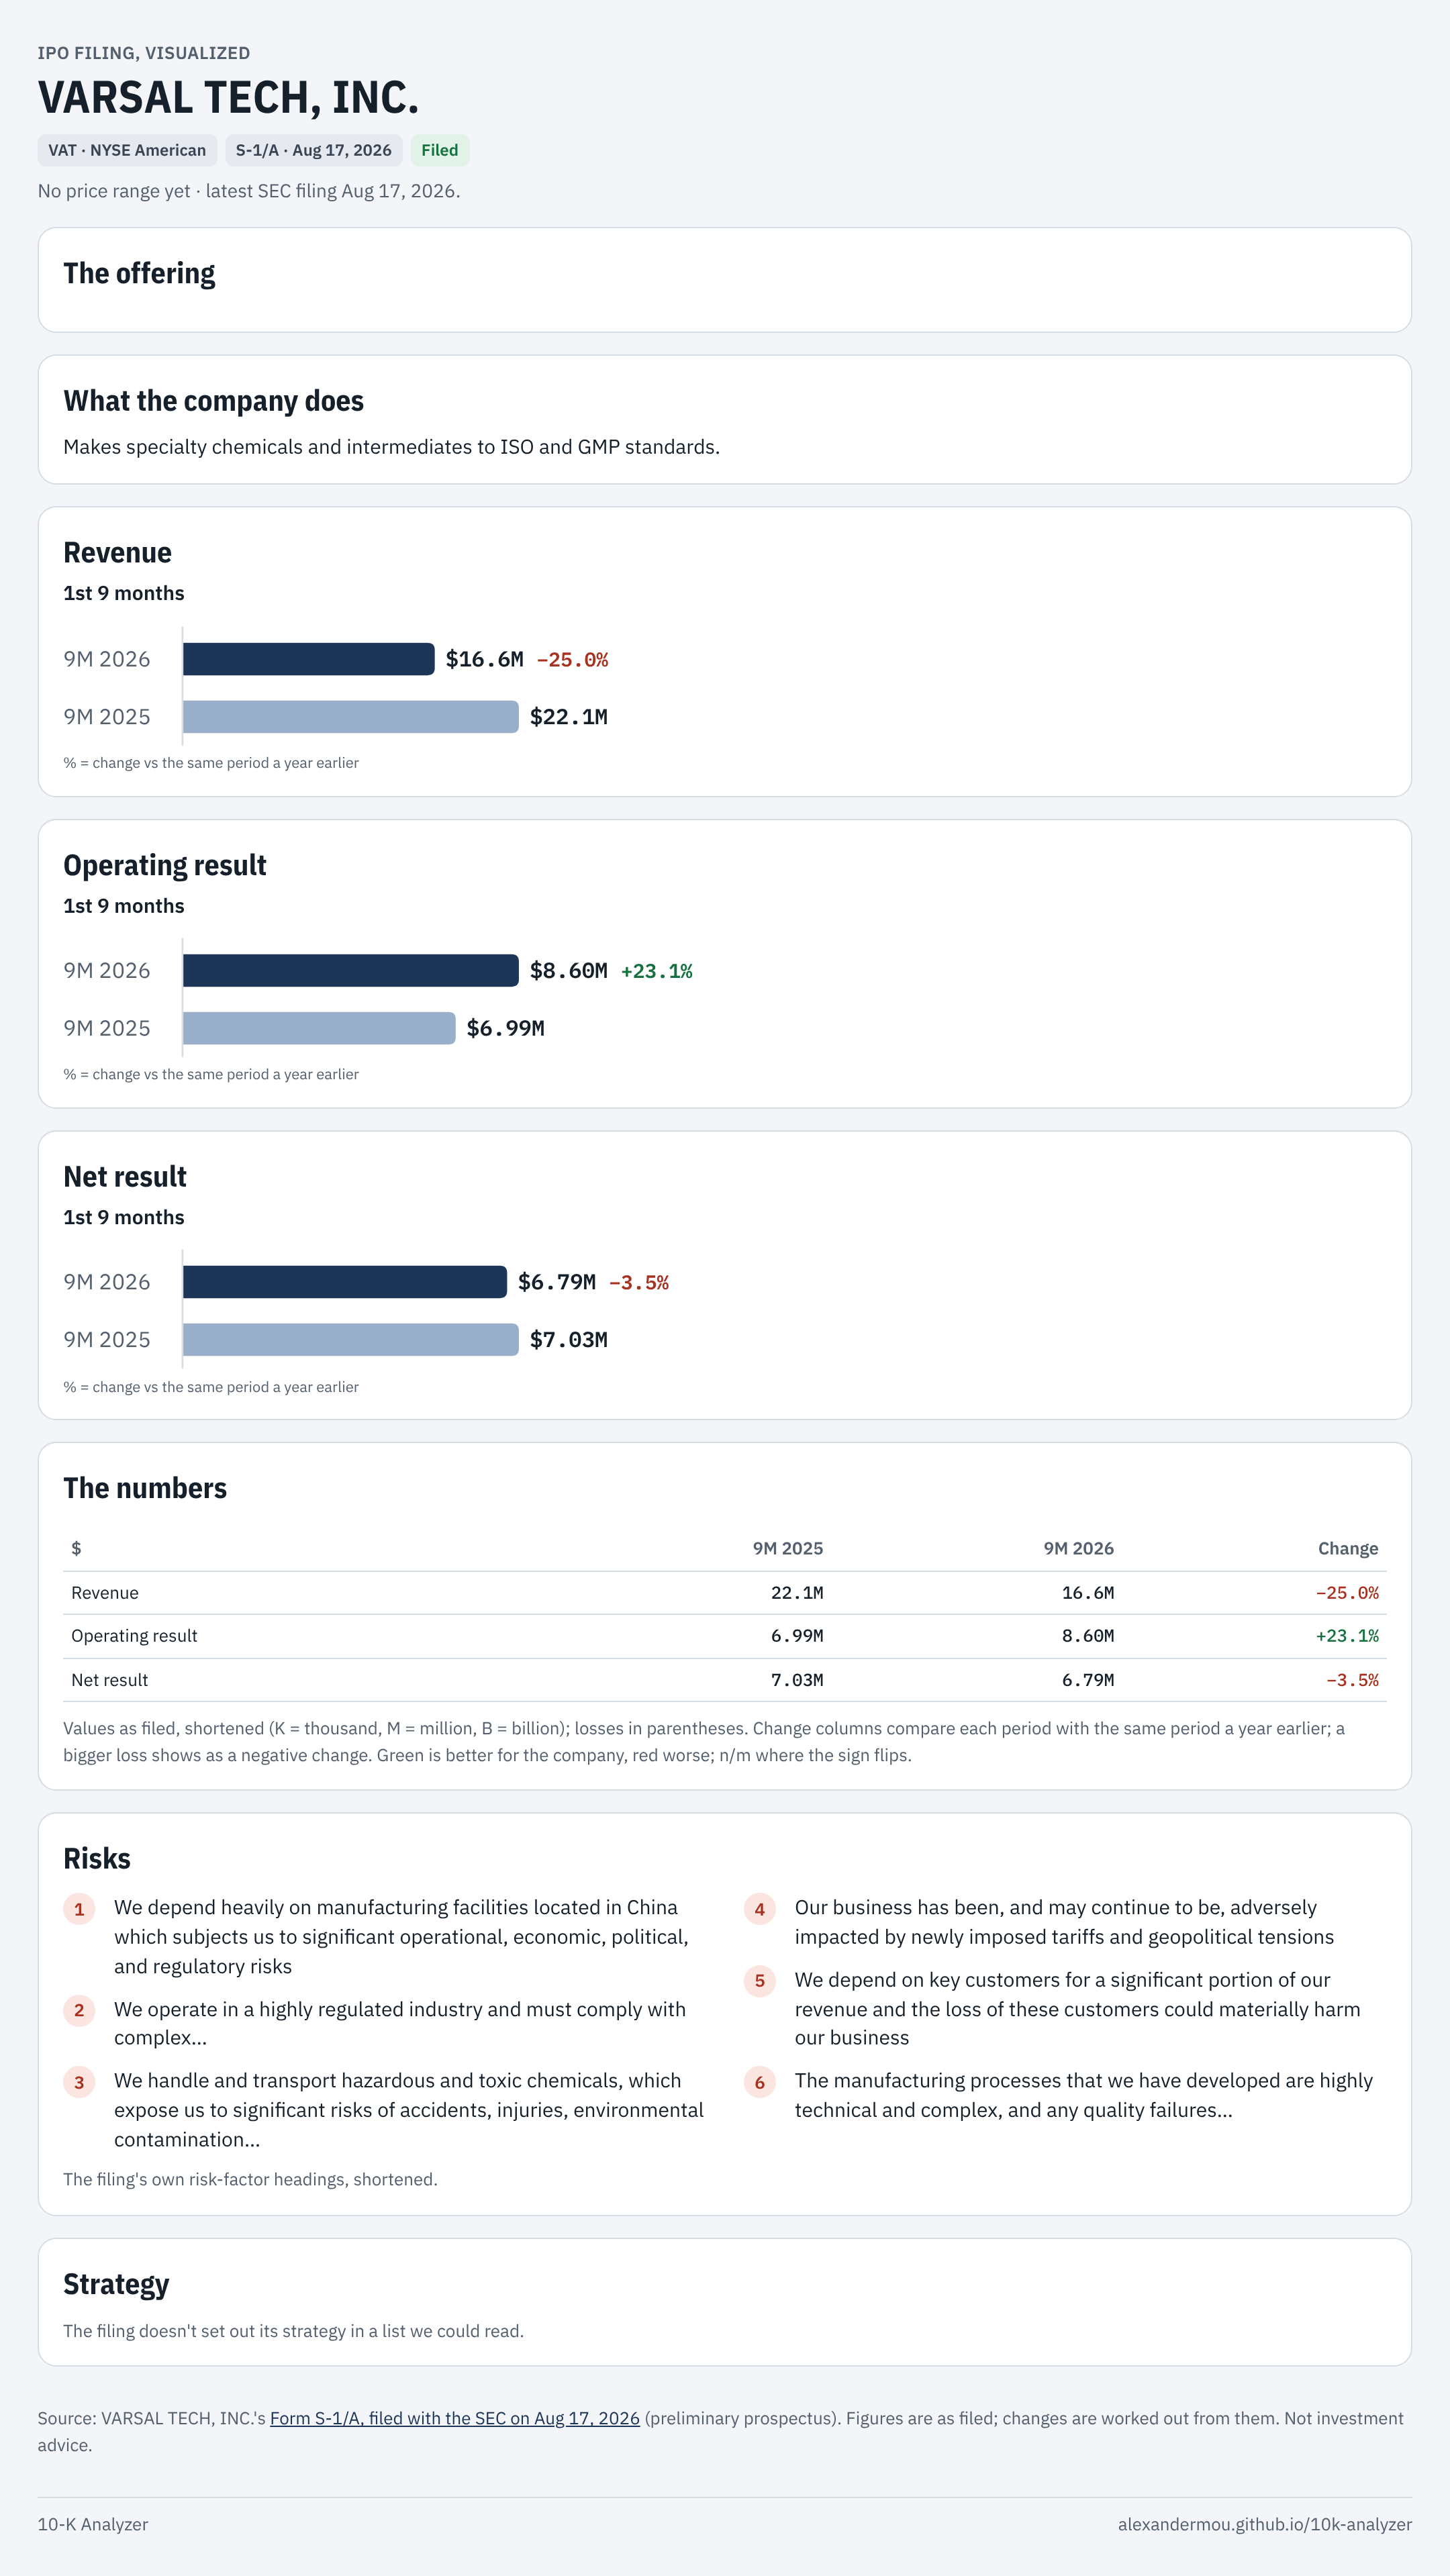 IPO FILING, VISUALIZED
VARSAL TECH, INC.
VAT · NYSE American S-1/A · Aug 17, 2026 Filed
No price range yet · latest SEC filing Aug 17, 2026.
The offering
What the company does
Makes specialty chemicals and intermediates to ISO and GMP standards.
Revenue
1st 9 months
9M 2026 $16.6M −25.0%
9M 2025 $22.1M
% = change vs the same period a year earlier
Operating result
1st 9 months
9M 2026 $8.60M +23.1%
9M 2025 $6.99M
% = change vs the same period a year earlier
Net result
1st 9 months
9M 2026 $6.79M −3.5%
9M 2025 $7.03M
% = change vs the same period a year earlier
The numbers
$ 9M 2025 9M 2026 Change
Revenue 22.1M 16.6M −25.0%
Operating result 6.99M 8.60M +23.1%
Net result 7.03M 6.79M −3.5%
Values as filed, shortened (K = thousand, M = million, B = billion); losses in parentheses. Change columns compare each period with the same period a year earlier; a
bigger loss shows as a negative change. Green is better for the company, red worse; n/m where the sign flips.
Risks
1 We depend heavily on manufacturing facilities located in China
which subjects us to significant operational, economic, political,
and regulatory risks
2 We operate in a highly regulated industry and must comply with
complex…
3 We handle and transport hazardous and toxic chemicals, which
expose us to significant risks of accidents, injuries, environmental
contamination…
4 Our business has been, and may continue to be, adversely
impacted by newly imposed tariffs and geopolitical tensions
5 We depend on key customers for a significant portion of our
revenue and the loss of these customers could materially harm
our business
6 The manufacturing processes that we have developed are highly
technical and complex, and any quality failures…
The filing's own risk-factor headings, shortened.
Strategy
The filing doesn't set out its strategy in a list we could read.
Source: VARSAL TECH, INC.'s Form S-1/A, filed with the SEC on Aug 17, 2026 (preliminary prospectus). Figures are as filed; changes are worked out from them. Not investment
advice.
10-K Analyzer alexandermou.github.io/10k-analyzer